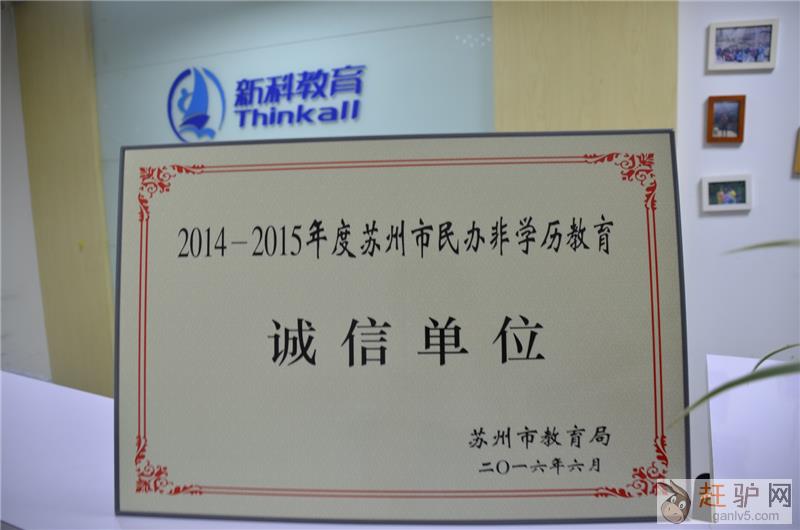 新科教育
Thinkall
2014－2015年度苏州市民办非学历教育
诚信单位
苏州市教育局
二〇一六年六月
赶驴网
ganlv5.com